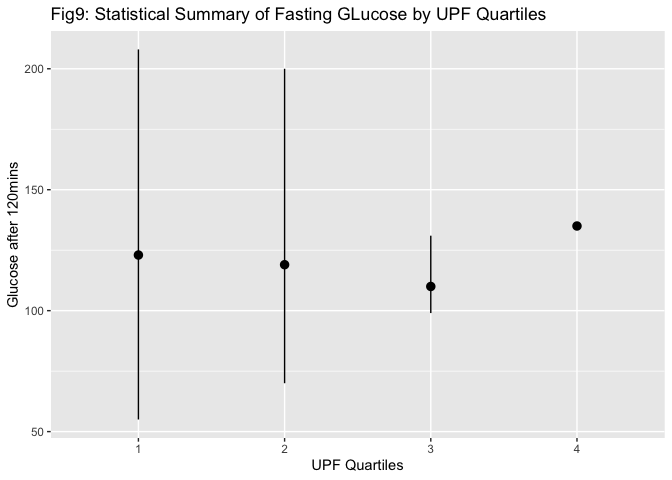 Fig9: Statistical Summary of Fasting GLucose by UPF Quartiles
Glucose after 120mins
200
150
100
50
1 2 3 4
UPF Quartiles